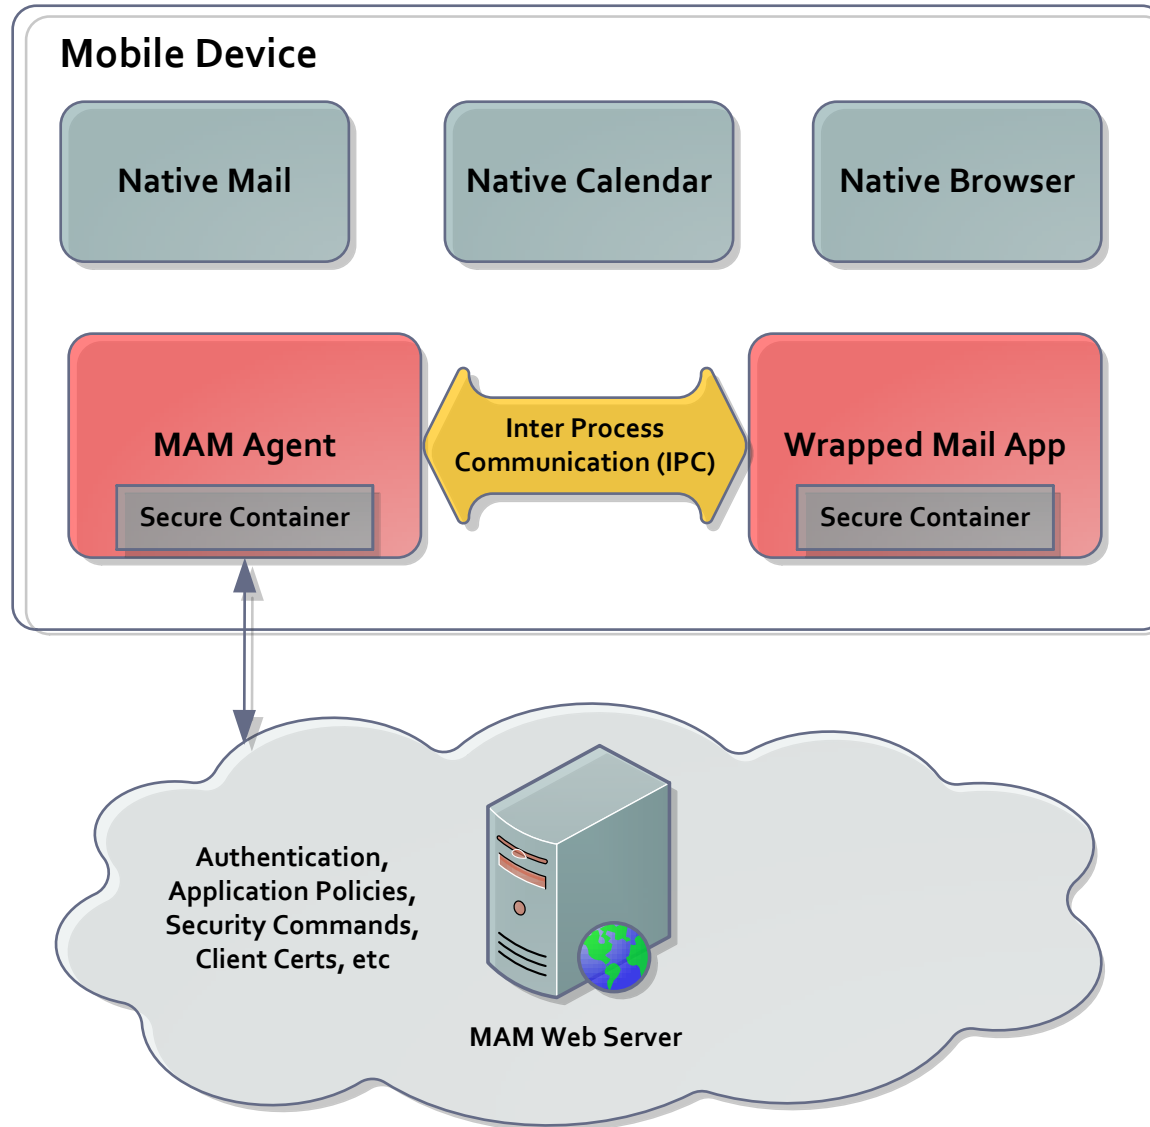 Mobile Device
Native Mail
Native Calendar
Native Browser
MAM Agent
Secure Container
Inter Process
Communication (IPC)
Wrapped Mail App
Secure Container
Authentication,
Application Policies,
Security Commands,
Client Certs, etc
MAM Web Server